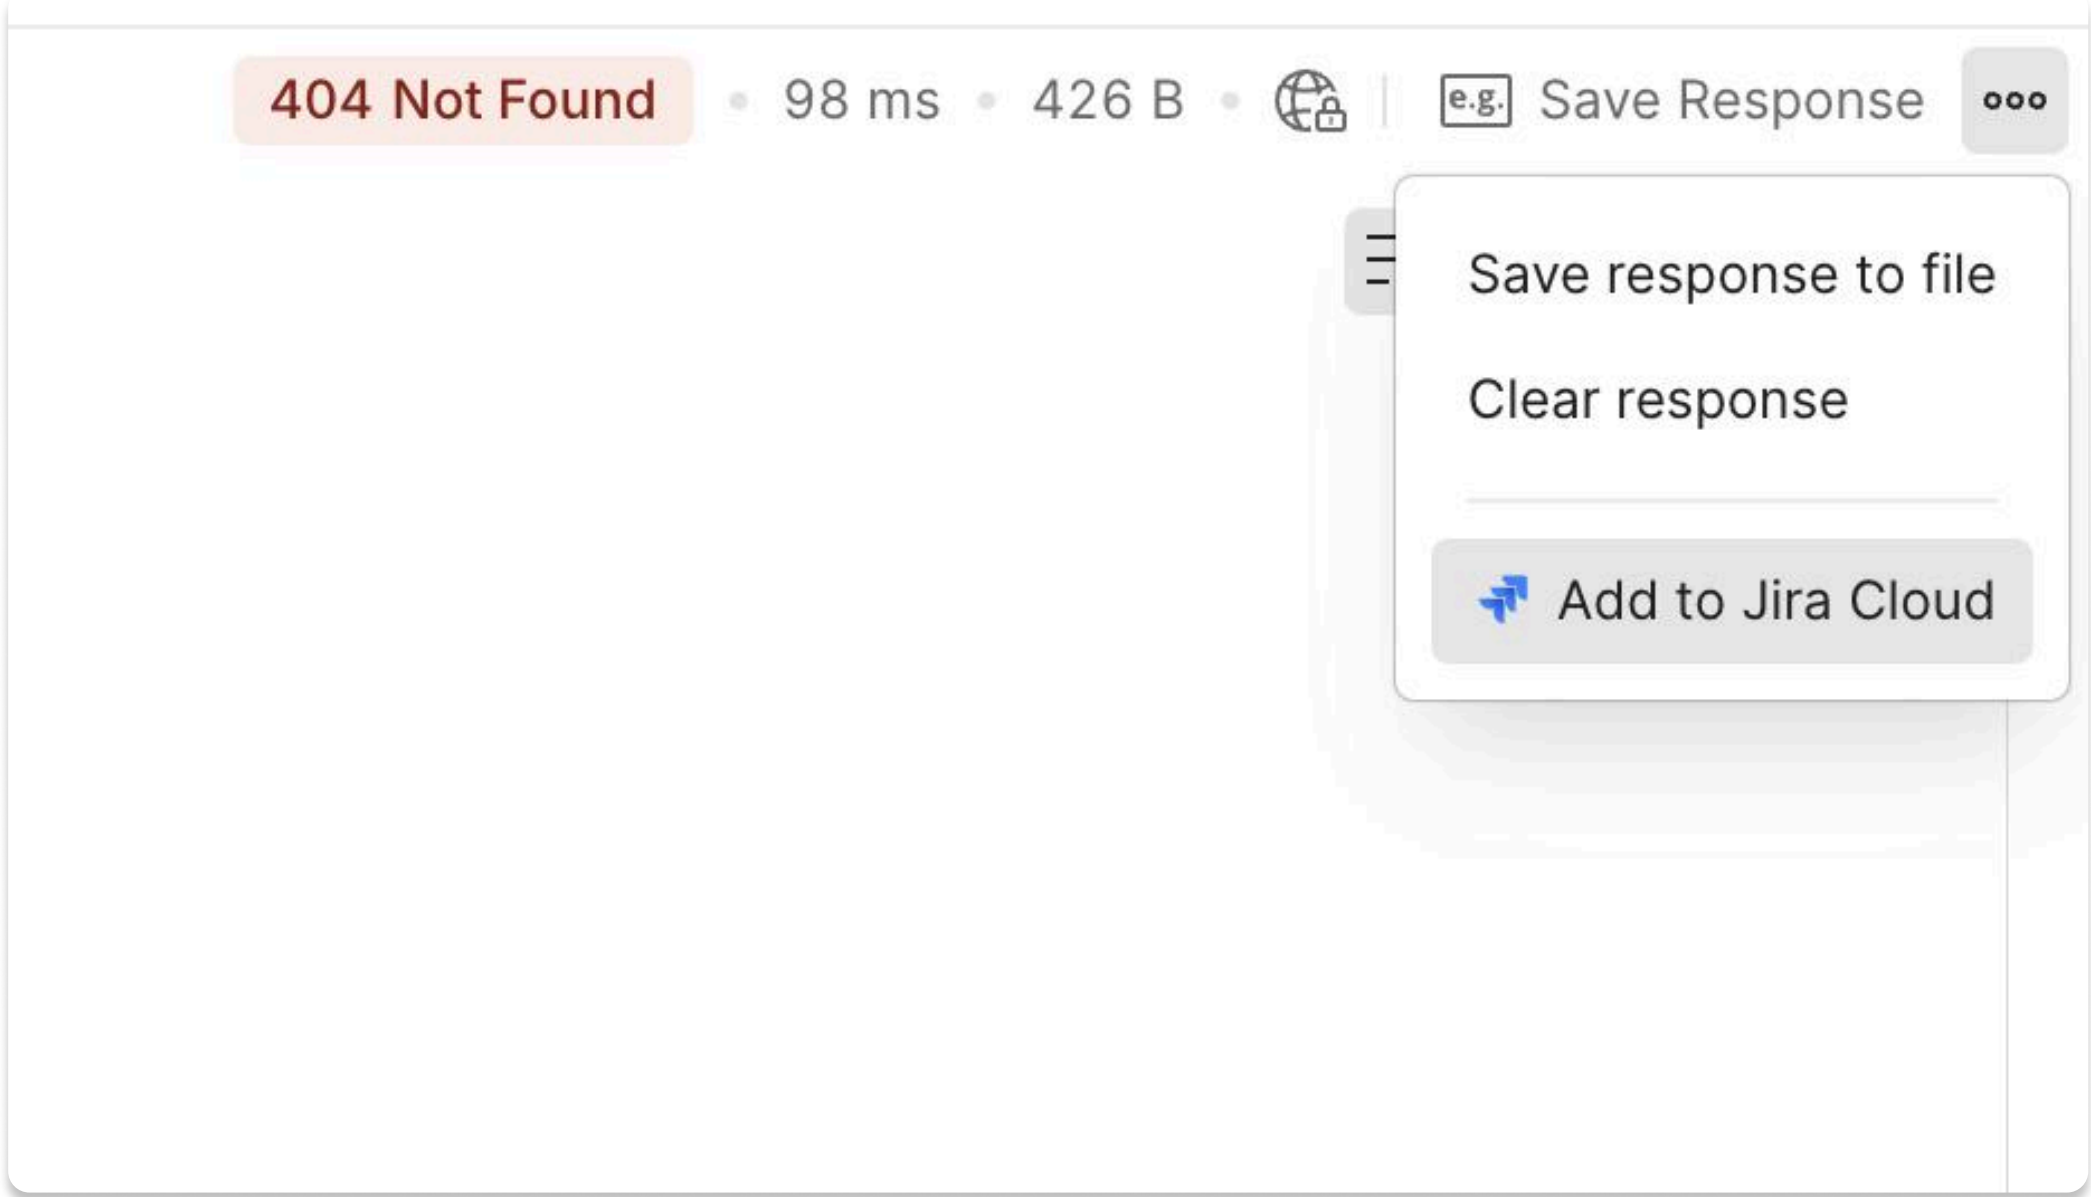 404 Not Found • 98 ms • 426 B • e.g. Save Response
Save response to file
Clear response
Add to Jira Cloud